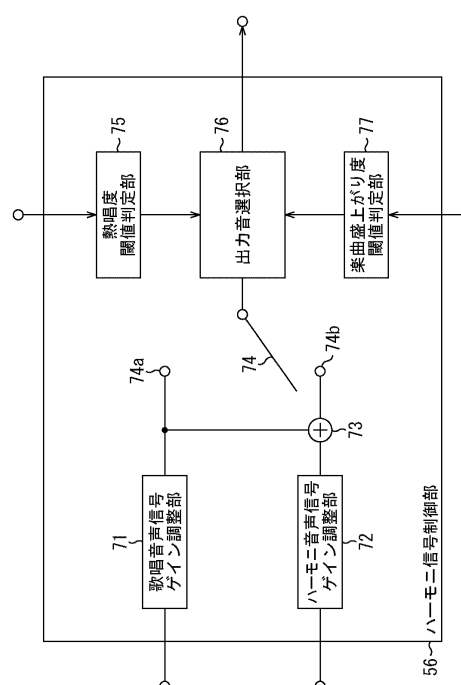 75
熱唱度
閾値判定部
76
出力音選択部
77
楽曲盛上がり度
閾値判定部
74a
74
74b
73
71
歌唱音声信号
ゲイン調整部
ハーモニ音声信号
ゲイン調整部
72
56
ハーモニ信号制御部